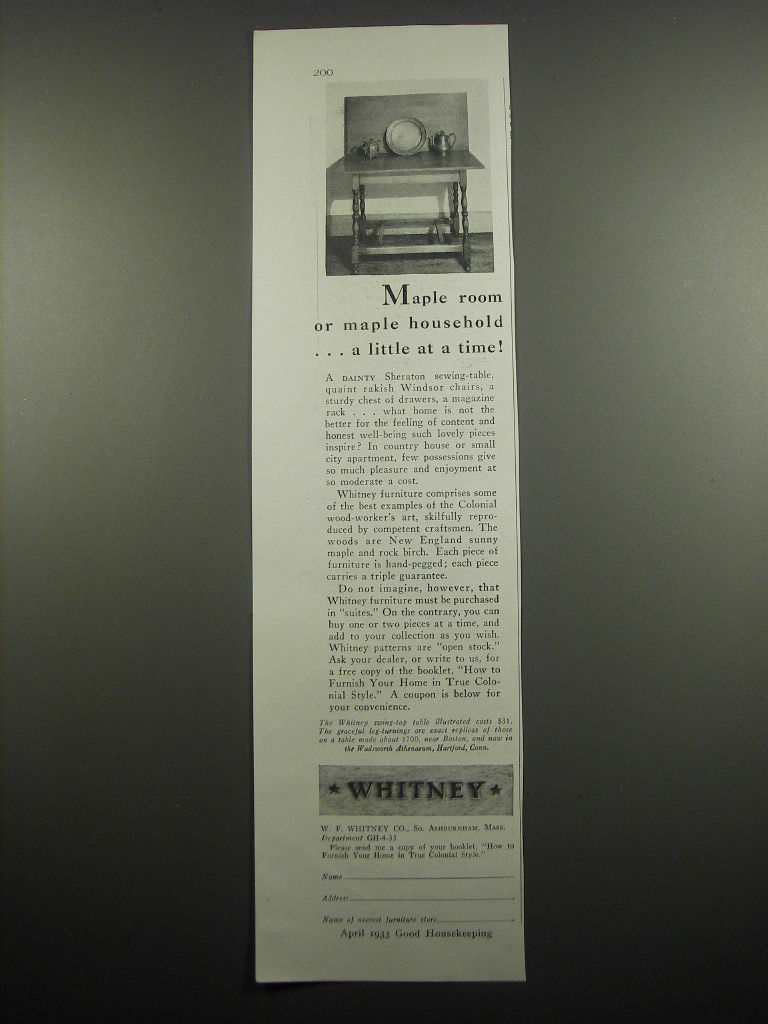 200
Maple room
or maple household
. . . a little at a time!
A DAINTY Sheraton sewing-table,
quaint rakish Windsor chairs, a
sturdy chest of drawers, a magazine
rack . . . what home is not the
better for the feeling of content and
honest well-being such lovely pieces
inspire? In country house or small
city apartment, few possessions give
so much pleasure and enjoyment at
so moderate a cost.
Whitney furniture comprises some
of the best examples of the Colonial
wood-worker's art, skilfully repro-
duced by competent craftsmen. The
woods are New England sunny
maple and rock birch. Each piece of
furniture is hand-pegged; each piece
carries a triple guarantee.
Do not imagine, however, that
Whitney furniture must be purchased
in "suites." On the contrary, you can
buy one or two pieces at a time, and
add to your collection as you wish.
Whitney patterns are "open stock."
Ask your dealer, or write to us, for
a free copy of the booklet, "How to
Furnish Your Home in True Colo-
nial Style." A coupon is below for
your convenience.
The Whitney swing-top table illustrated costs $31.
The graceful leg-turnings are exact replicas of those
on a table made about 1700, near Boston, and now in
the Wadsworth Athenaeum, Hartford, Conn.
★ WHITNEY ★
W. F. WHITNEY CO., So. Ashburnham, Mass.
Department GH-4-33
Please send me a copy of your booklet, "How to
Furnish Your Home in True Colonial Style."
Name
Address
Name of nearest furniture store
April 1933 Good Housekeeping